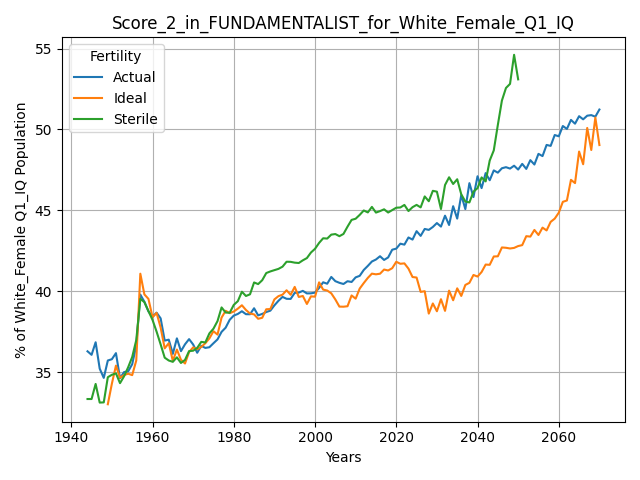 Score_2_in_FUNDAMENTALIST_for_White_Female_Q1_IQ
Fertility
Actual
Ideal
Sterile
% of White_Female Q1_IQ Population
55
50
45
40
35
1940
1960
1980
2000
2020
2040
2060
Years